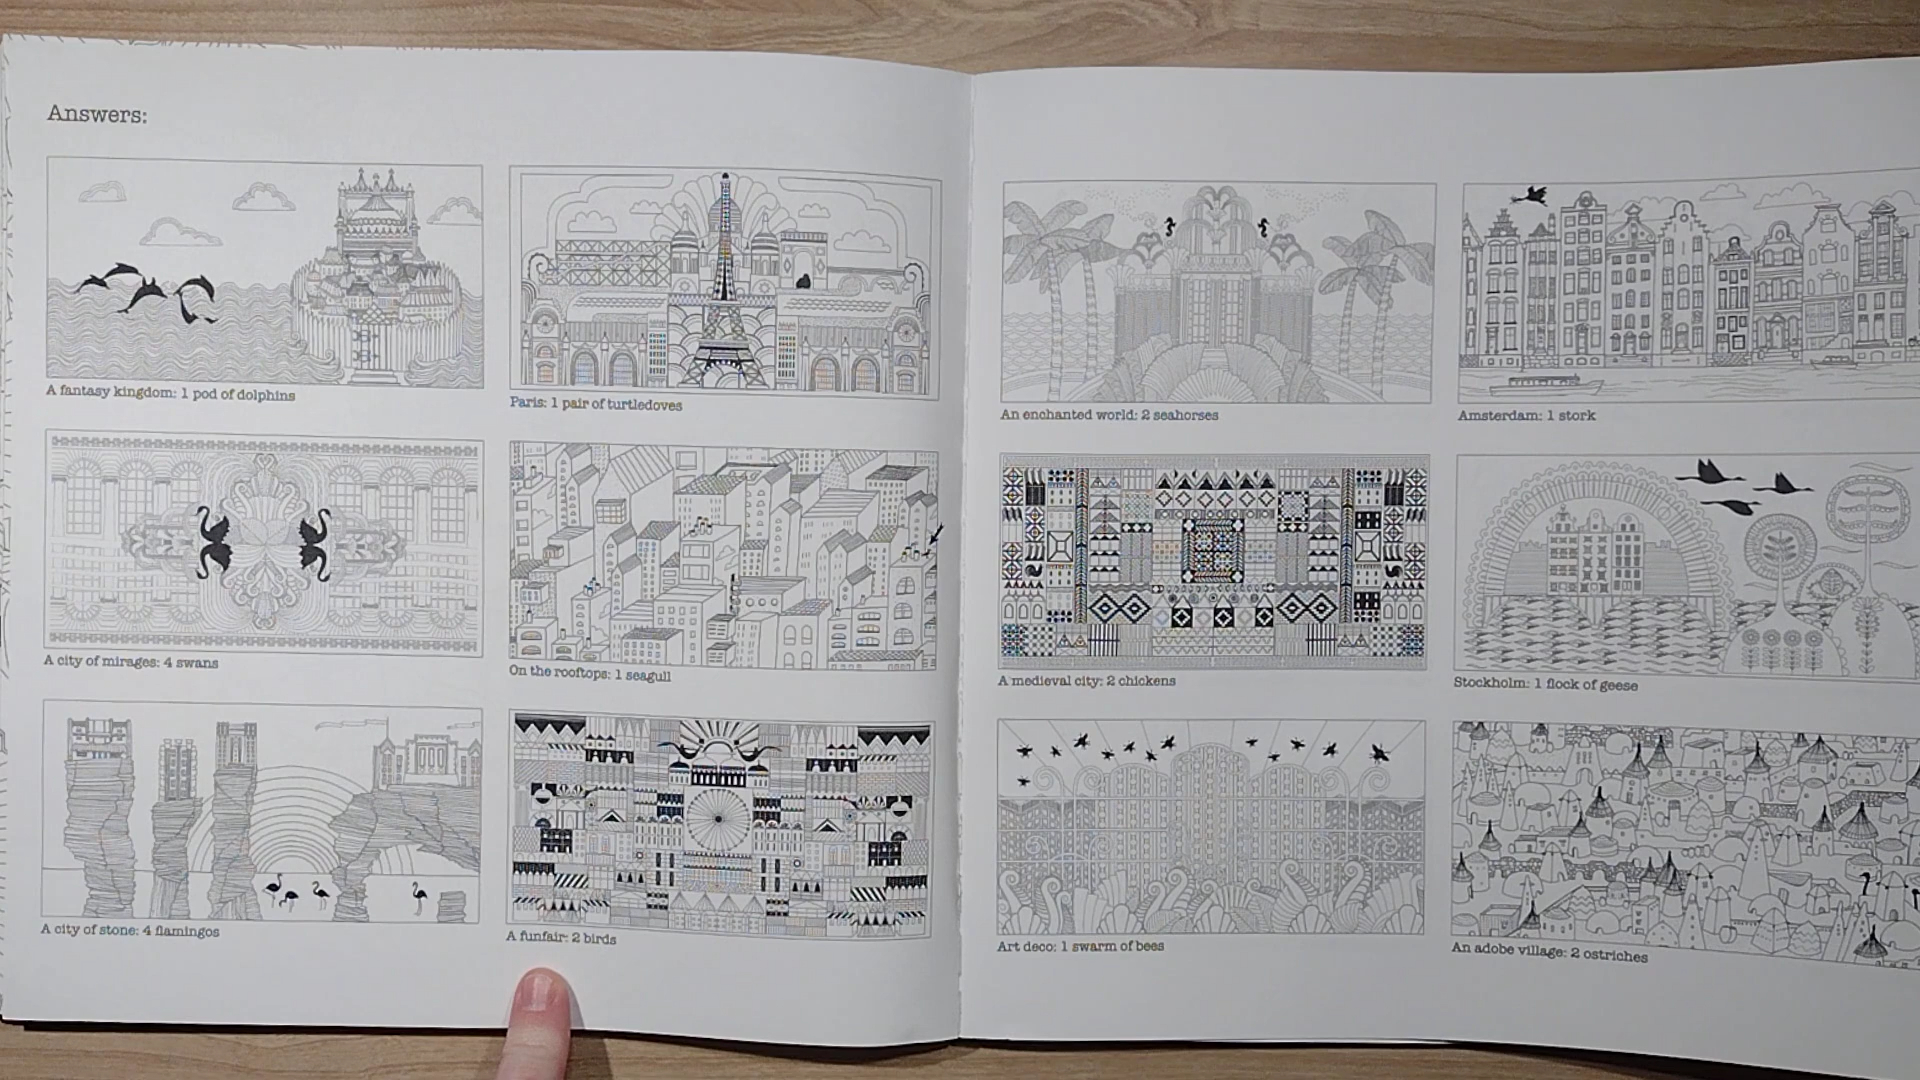 Answers:
A fantasy kingdom: 1 pod of dolphins
Paris: 1 pair of turtledoves
A city of mirages: 4 swans
On the rooftops: 1 seagull
A city of stone: 4 flamingos
A funfair: 2 birds
An enchanted world: 2 seahorses
Amsterdam: 1 stork
A medieval city: 2 chickens
Stockholm: 1 flock of geese
Art deco: 1 swarm of bees
An adobe village: 2 ostriches